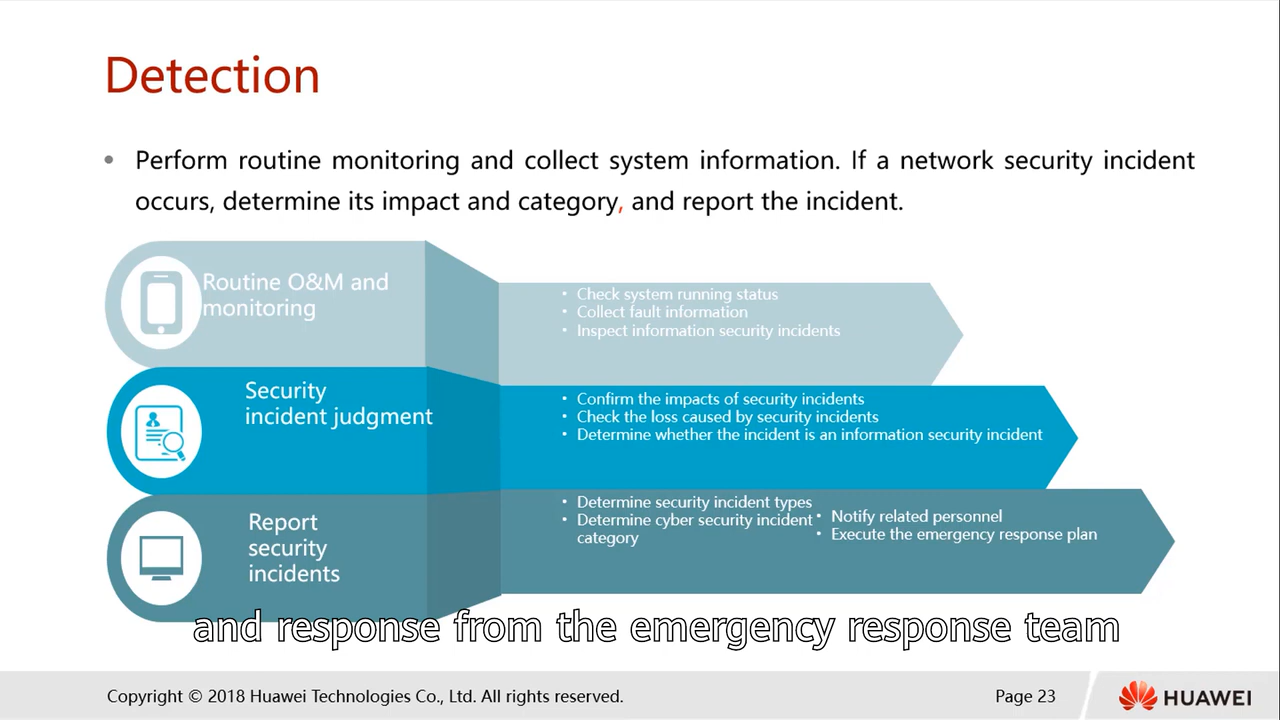 Detection
• Perform routine monitoring and collect system information. If a network security incident
occurs, determine its impact and category, and report the incident.
Routine O&M and
monitoring
• Check system running status
• Collect fault information
• Inspect information security incidents
Security
incident judgment
• Confirm the impacts of security incidents
• Check the loss caused by security incidents
• Determine whether the incident is an information security incident
Report
security
incidents
• Determine security incident types
• Determine cyber security incident
category
• Notify related personnel
• Execute the emergency response plan
and response from the emergency response team
Copyright © 2018 Huawei Technologies Co., Ltd. All rights reserved.
Page 23
HUAWEI